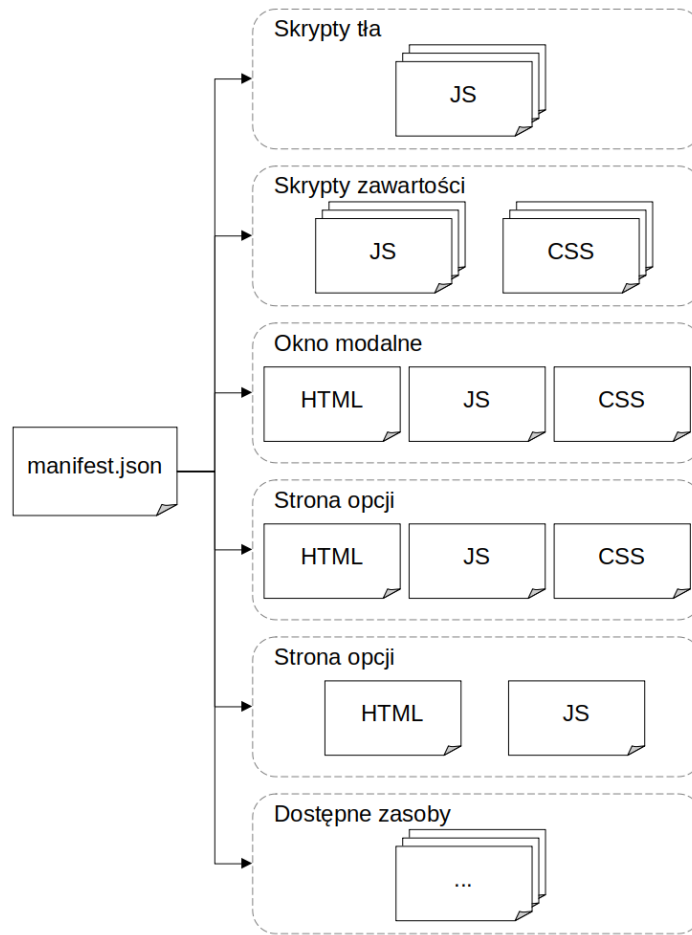 Skrypty tła
JS
Skrypty zawartości
JS CSS
Okno modalne
HTML JS CSS
manifest.json
Strona opcji
HTML JS CSS
Strona opcji
HTML JS
Dostępne zasoby
...